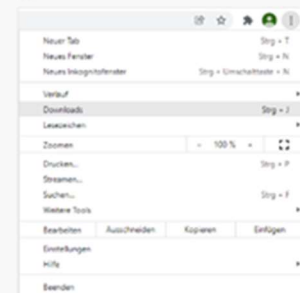 Neuer Tab Strg + T
Neues Fenster Strg + N
Neues Inkognitofenster Strg + Umschalttaste + N
Verlauf
Downloads Strg + J
Lesezeichen
Zoomen - 100 % +
Drucken... Strg + P
Streamen...
Suchen... Strg + F
Weitere Tools
Bearbeiten Ausschneiden Kopieren Einfügen
Einstellungen
Hilfe
Beenden